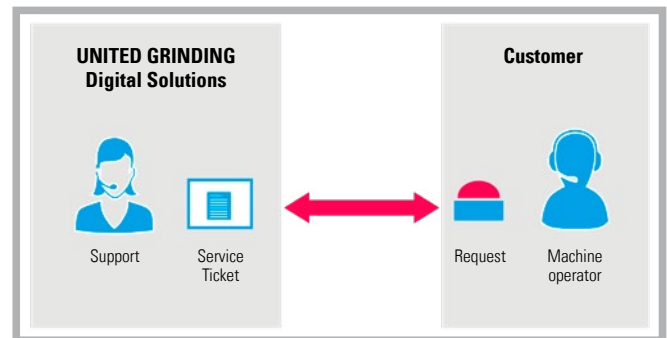 UNITED GRINDING
Digital Solutions
Support
Service
Ticket
Customer
Request
Machine
operator